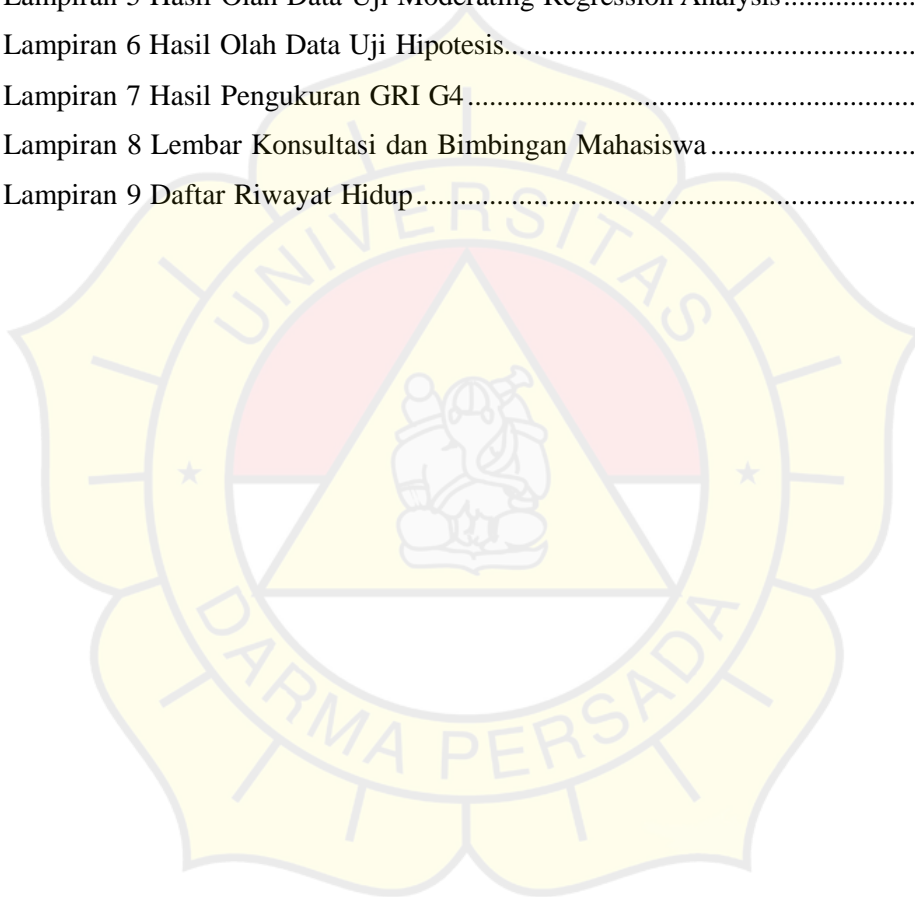 Lampiran 5 Hasil Olah Data Uji Moderating Regression Analysis....................
Lampiran 6 Hasil Olah Data Uji Hipotesis............................................................
Lampiran 7 Hasil Pengukuran GRI G4..................................................................
Lampiran 8 Lembar Konsultasi dan Bimbingan Mahasiswa..............................
Lampiran 9 Daftar Riwayat Hidup.........................................................................
UNIVERSITAS
DARMA PERSADA